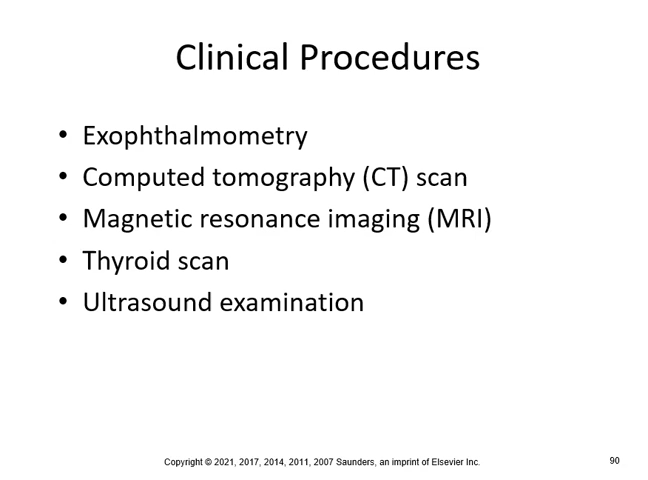 Clinical Procedures
• Exophthalmometry
• Computed tomography (CT) scan
• Magnetic resonance imaging (MRI)
• Thyroid scan
• Ultrasound examination
Copyright © 2021, 2017, 2014, 2011, 2007 Saunders, an imprint of Elsevier Inc.
90